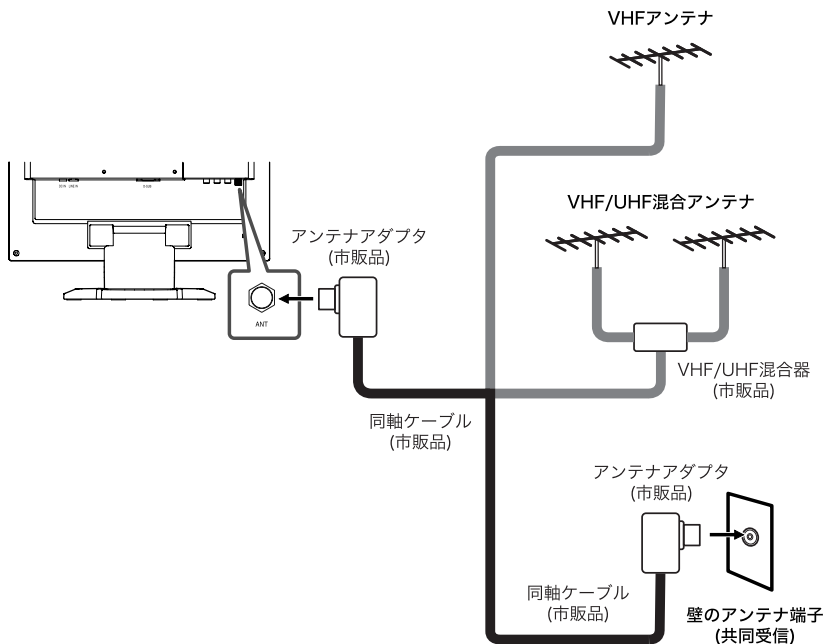 VHFアンテナ
VHF/UHF混合アンテナ
アンテナアダプタ
(市販品)
ANT
VHF/UHF混合器
(市販品)
同軸ケーブル
(市販品)
アンテナアダプタ
(市販品)
同軸ケーブル
(市販品)
壁のアンテナ端子
(共同受信)